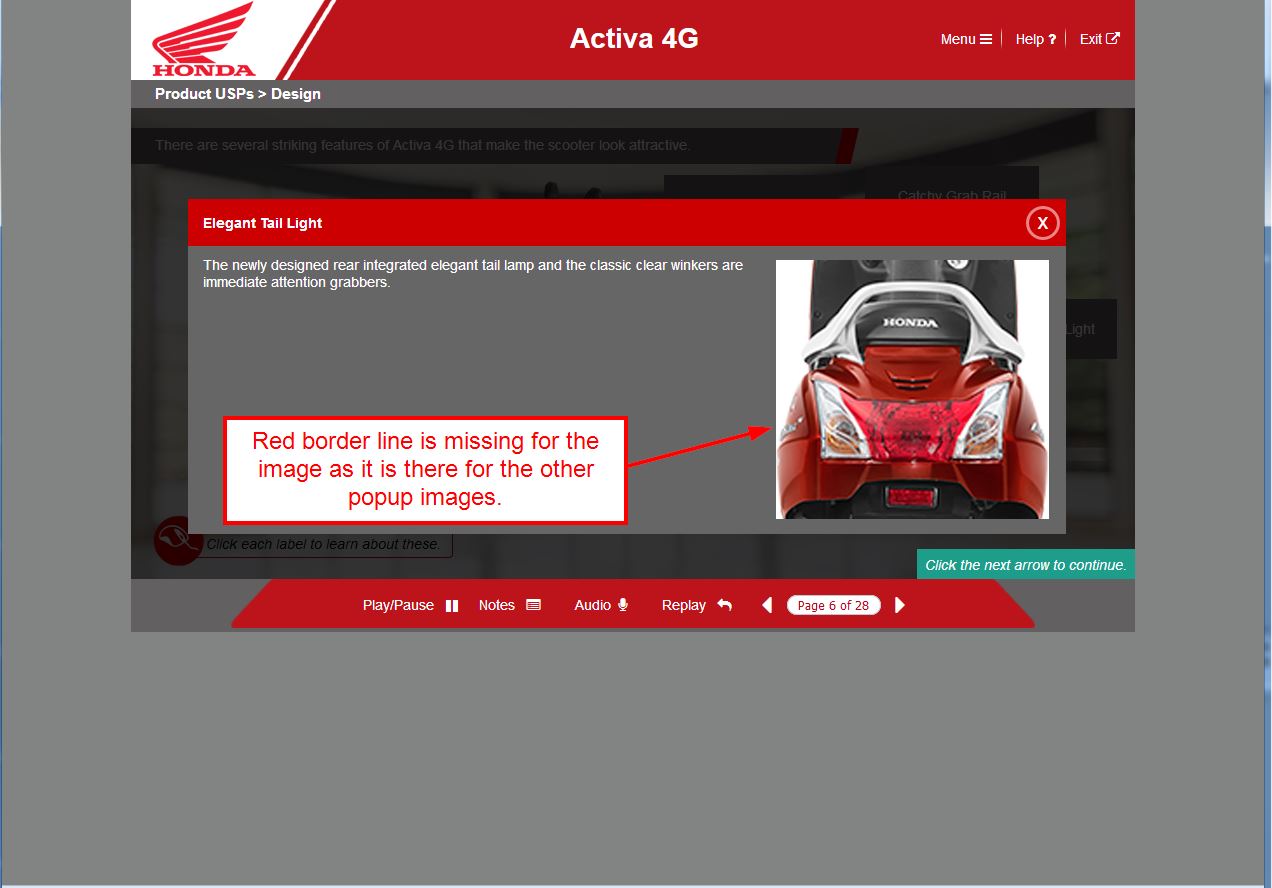 HONDA
Activa 4G
Menu
Help ?
Exit
Product USPs > Design
There are several striking features of Activa 4G that make the scooter look attractive.
Catchy Grab Rail
Elegant Tail Light
X
The newly designed rear integrated elegant tail lamp and the classic clear winkers are
immediate attention grabbers.
HONDA
Light
Red border line is missing for the
image as it is there for the other
popup images.
Click each label to learn about these.
Click the next arrow to continue.
Play/Pause
Notes
Audio
Replay
Page 6 of 28